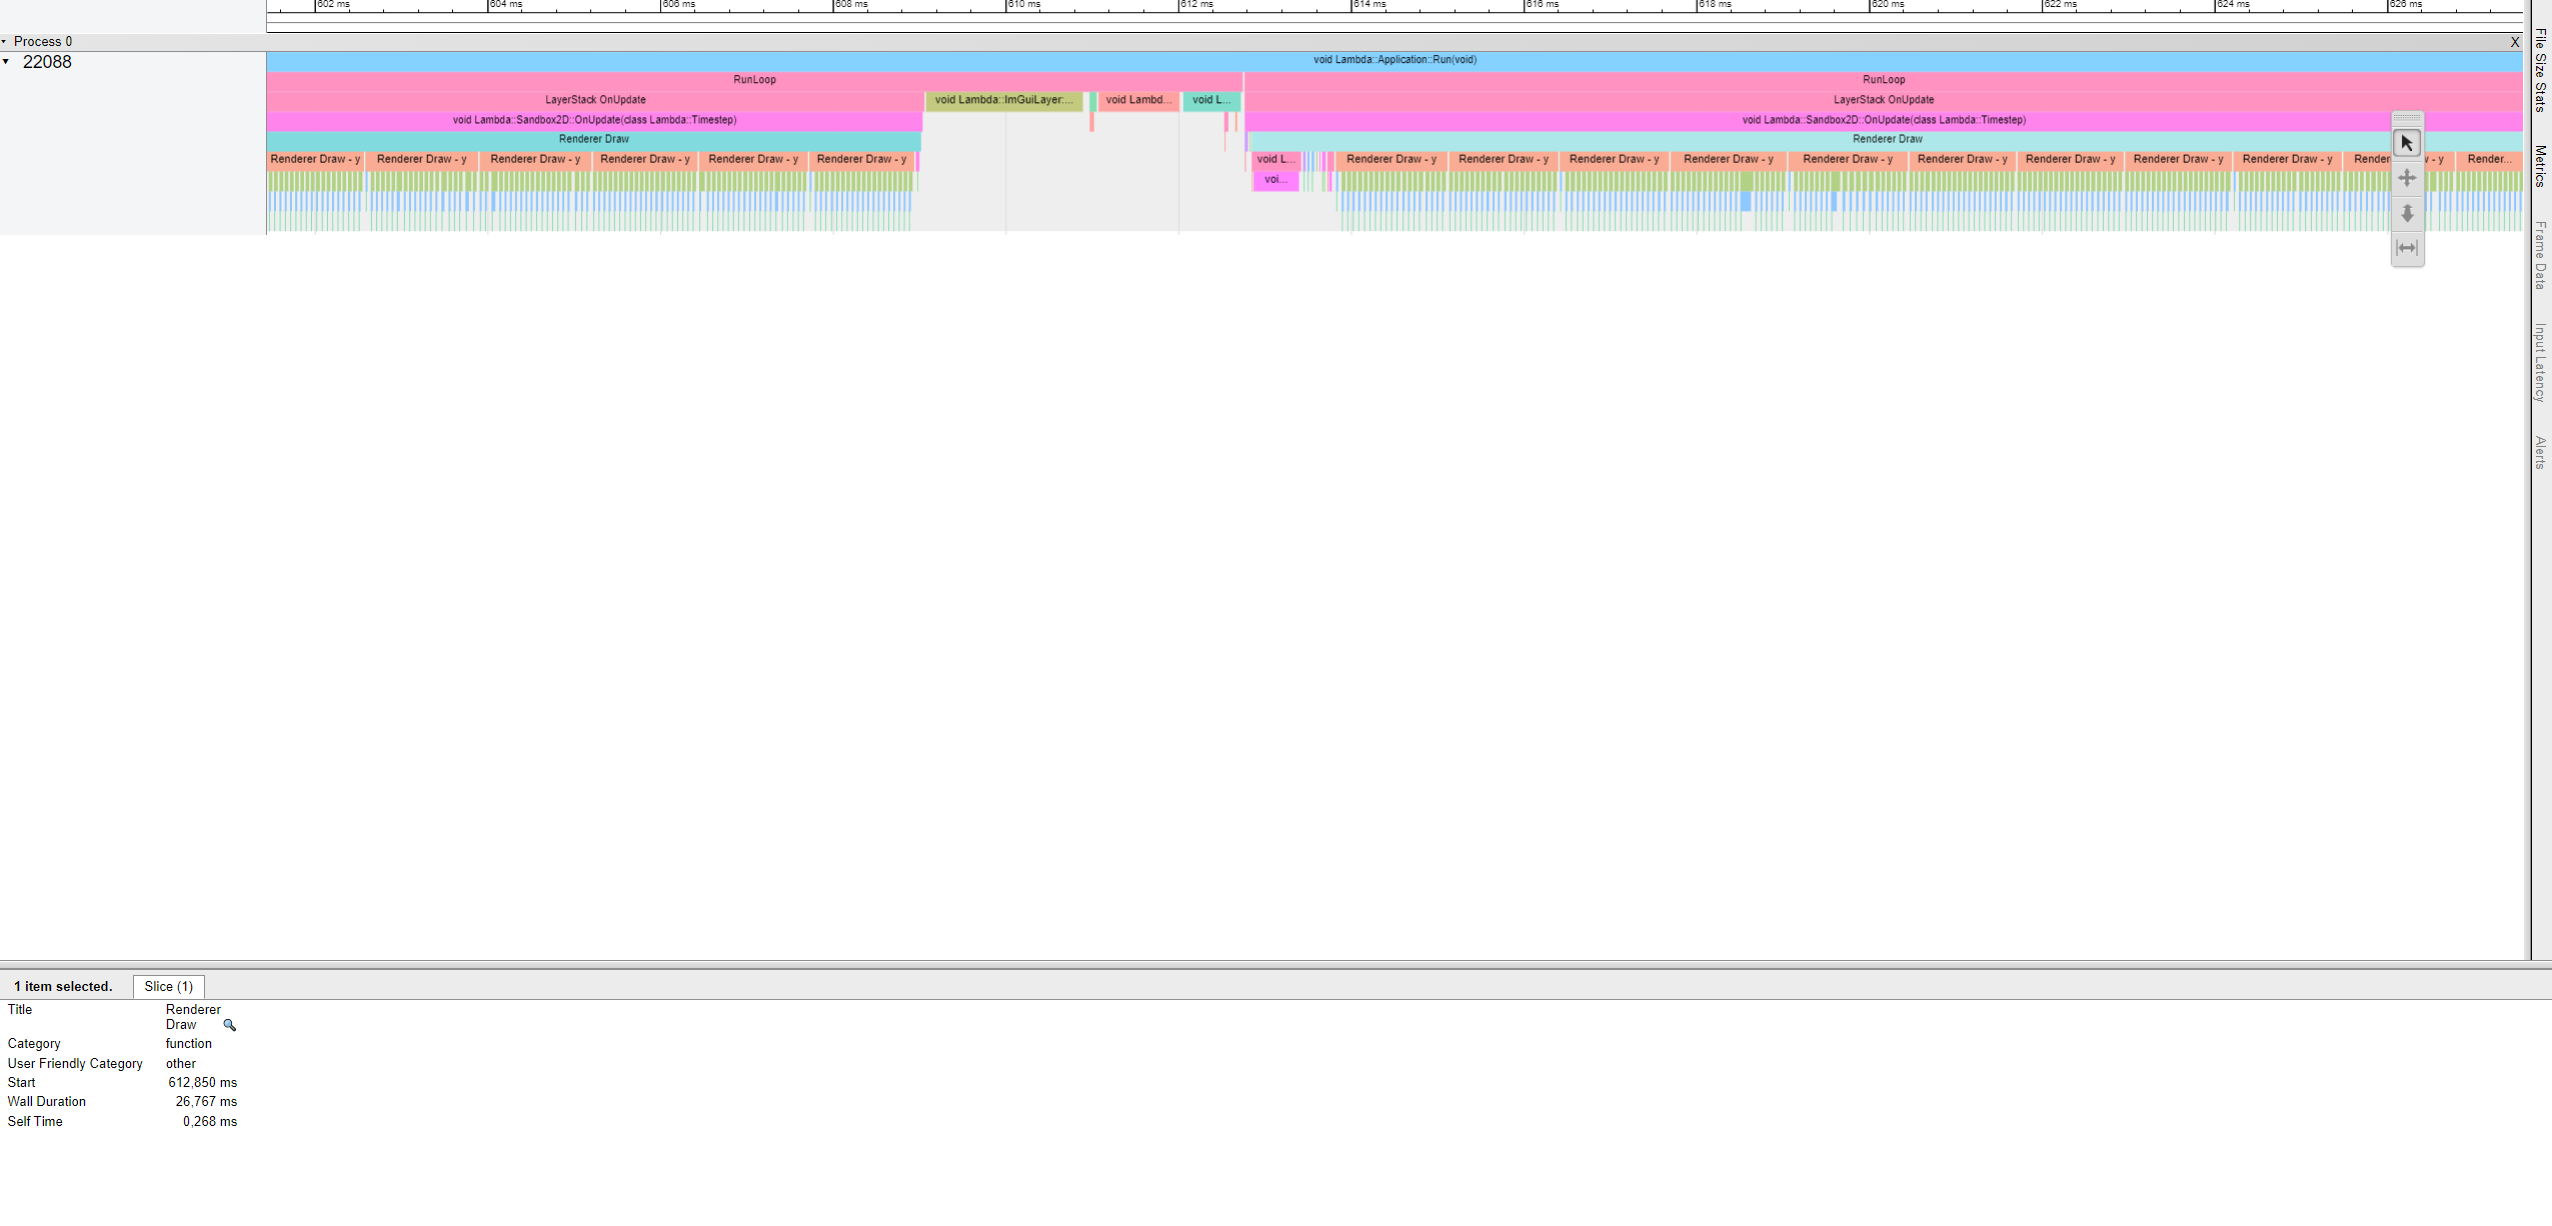 602 ms 604 ms 606 ms 608 ms 610 ms 612 ms 614 ms 616 ms 618 ms 620 ms 622 ms 624 ms 626 ms
Process 0 X
22088 void Lambda::Application::Run(void)
RunLoop RunLoop
LayerStack OnUpdate void Lambda::ImGuiLayer:... void Lambd... void L... LayerStack OnUpdate
void Lambda::Sandbox2D::OnUpdate(class Lambda::Timestep) void Lambda::Sandbox2D::OnUpdate(class Lambda::Timestep)
Renderer Draw Renderer Draw
Renderer Draw - y Renderer Draw - y Renderer Draw - y Renderer Draw - y Renderer Draw - y Renderer Draw - y void L... Renderer Draw - y Renderer Draw - y Renderer Draw - y Renderer Draw - y Renderer Draw - y Renderer Draw - y Renderer Draw - y Renderer Draw - y Renderer Draw - y Render - y Render...
voi...
File Size Stats
Metrics
Frame Data
Input Latency
Alerts
1 item selected. Slice (1)
Title Renderer
Draw
Category function
User Friendly Category other
Start 612,850 ms
Wall Duration 26,767 ms
Self Time 0,268 ms